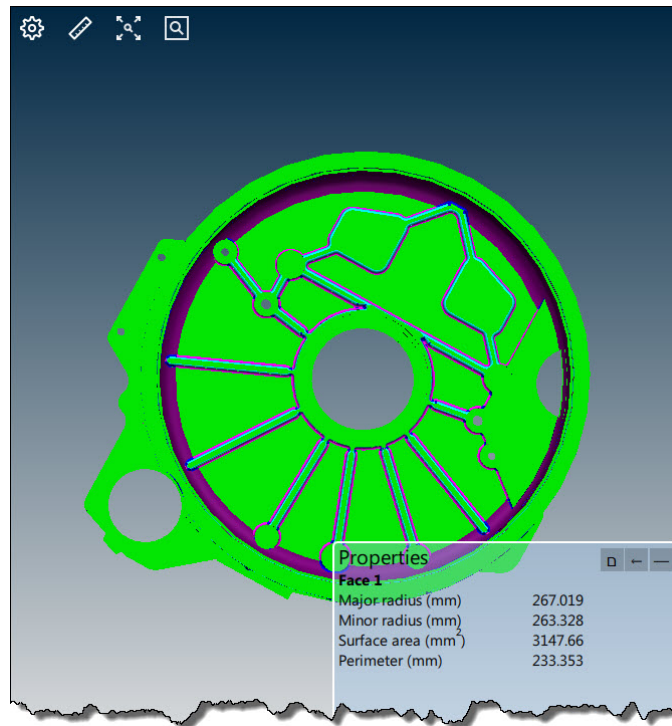 Properties
Face 1
Major radius (mm) 267.019
Minor radius (mm) 263.328
Surface area (mm²) 3147.66
Perimeter (mm) 233.353